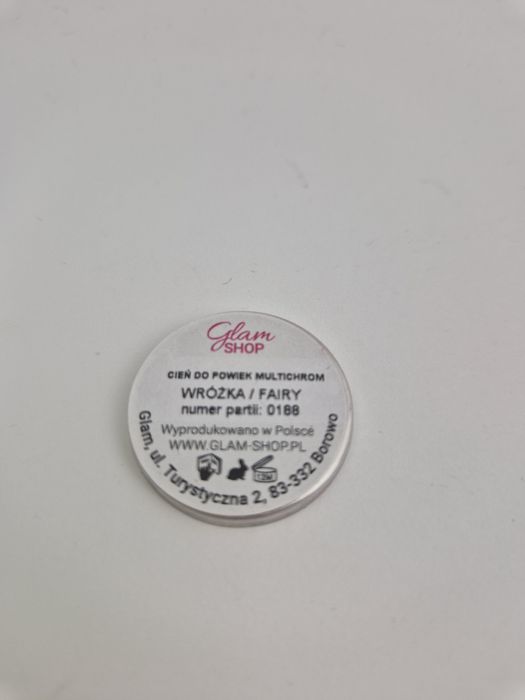 Glam
SHOP
CIEŃ DO POWIEK MULTICHROM
WRÓŻKA / FAIRY
numer partii: 0188
Wyprodukowano w Polsce
WWW.GLAM-SHOP.PL
12M
Glam, ul. Turystyczna 2, 83-332 Borowo